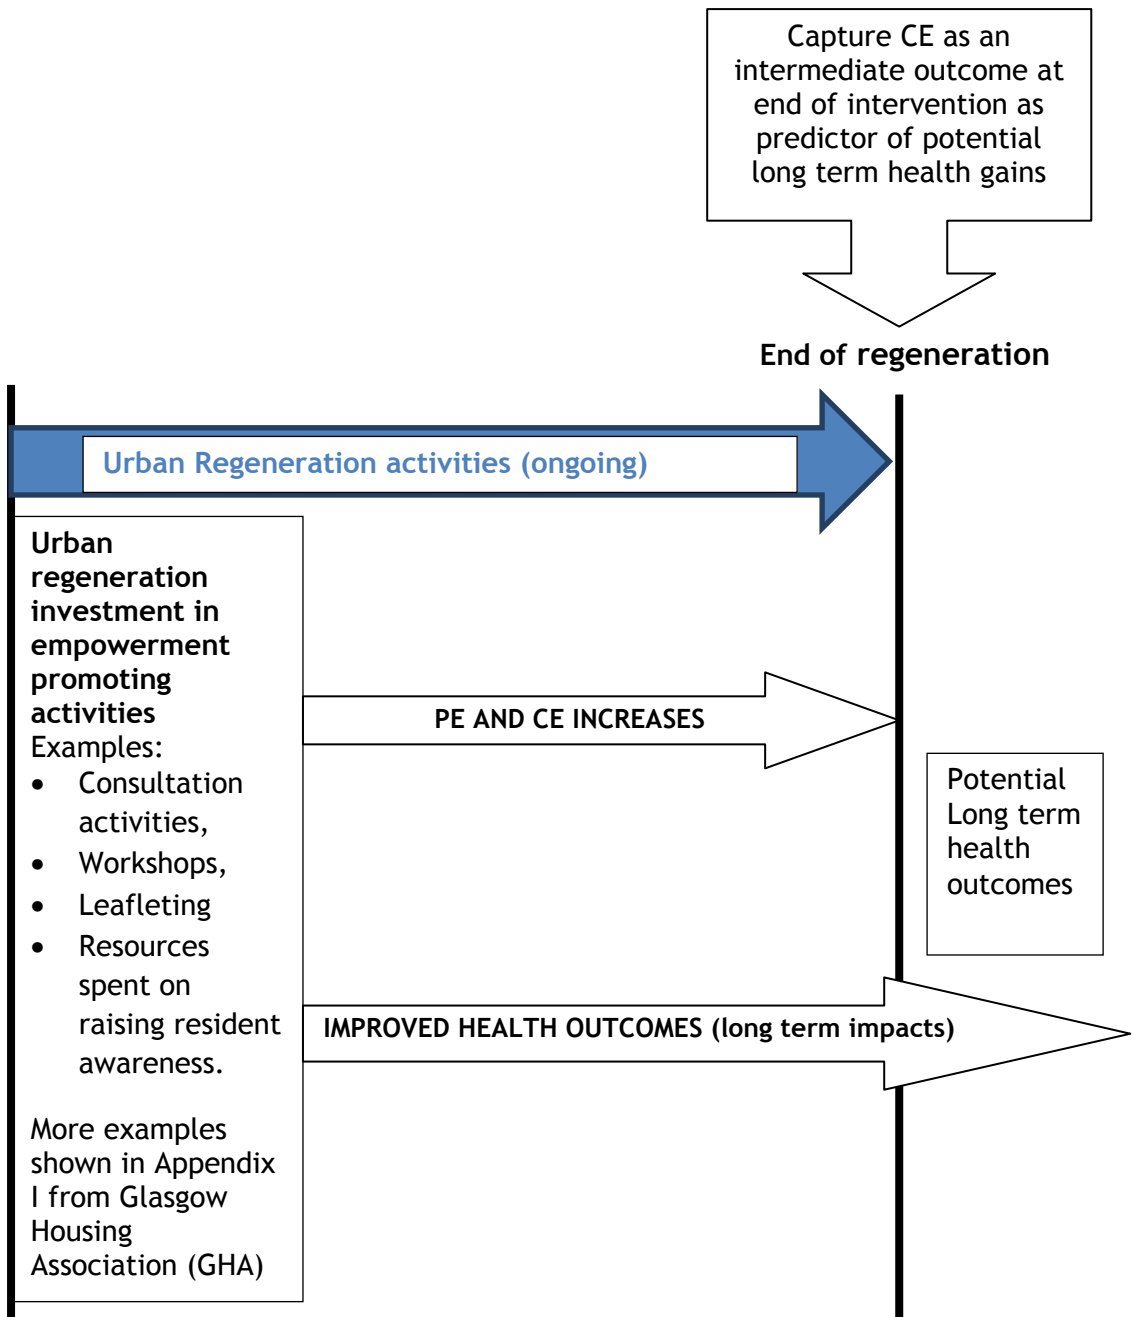 Capture CE as an
intermediate outcome at
end of intervention as
predictor of potential
long term health gains
End of regeneration
Urban Regeneration activities (ongoing)
Urban
regeneration
investment in
empowerment
promoting
activities
Examples:
• Consultation
activities,
• Workshops,
• Leafleting
• Resources
spent on
raising resident
awareness.
More examples
shown in Appendix
I from Glasgow
Housing
Association (GHA)
PE AND CE INCREASES
Potential
Long term
health
outcomes
IMPROVED HEALTH OUTCOMES (long term impacts)